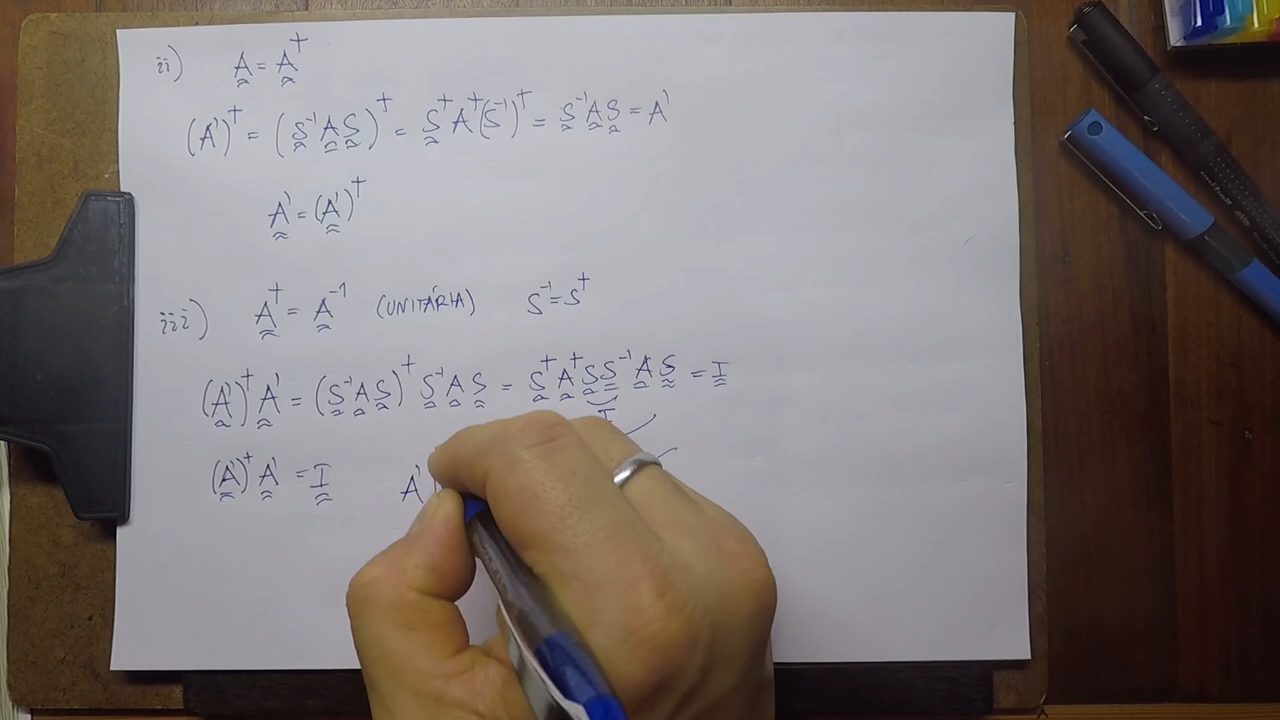 ii) A = A†
(A')† = (S⁻¹AS)† = S†A†(S⁻¹)† = S⁻¹AS = A'
A' = (A')†
iii) A† = A⁻¹ (UNITÁRIA) S⁻¹=S†
(A')† A' = (S⁻¹AS)† S⁻¹AS = S†A†SS⁻¹AS = I
I
(A')† A' = I A'